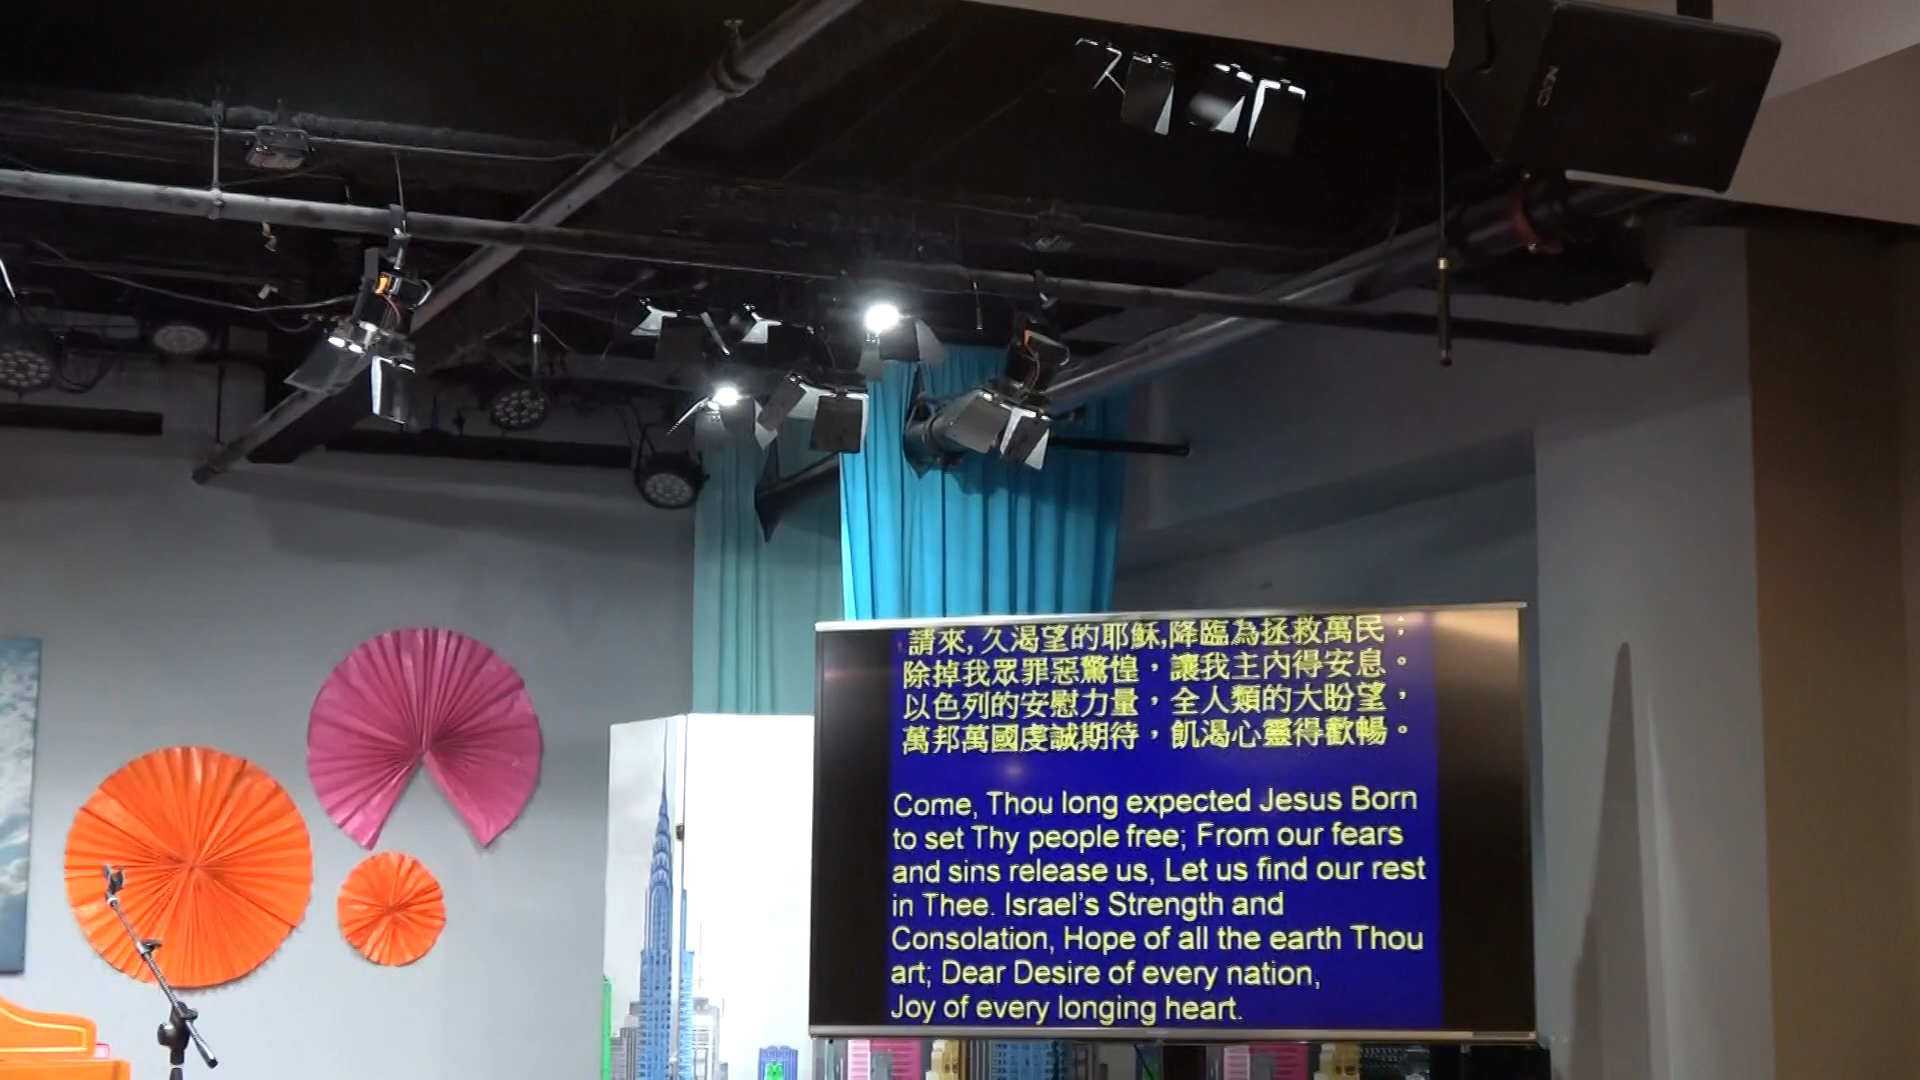 NEXO
請來, 久渴望的耶穌,降臨為拯救萬民；
除掉我眾罪惡驚惶，讓我主內得安息。
以色列的安慰力量，全人類的大盼望，
萬邦萬國虔誠期待，飢渴心靈得歡暢。
Come, Thou long expected Jesus Born
to set Thy people free; From our fears
and sins release us, Let us find our rest
in Thee. Israel’s Strength and
Consolation, Hope of all the earth Thou
art; Dear Desire of every nation,
Joy of every longing heart.